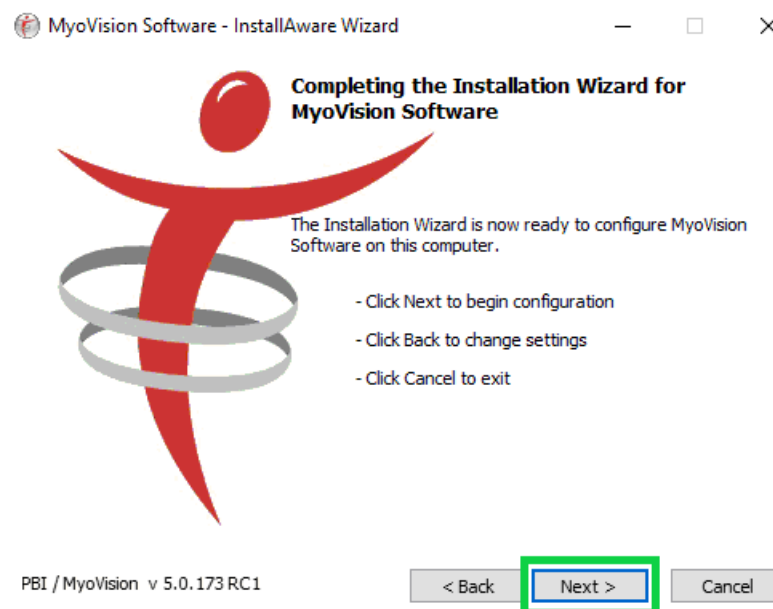 MyoVision Software - InstallAware Wizard
Completing the Installation Wizard for
MyoVision Software
The Installation Wizard is now ready to configure MyoVision
Software on this computer.
- Click Next to begin configuration
- Click Back to change settings
- Click Cancel to exit
PBI / MyoVision v 5.0.173 RC1
< Back
Next >
Cancel